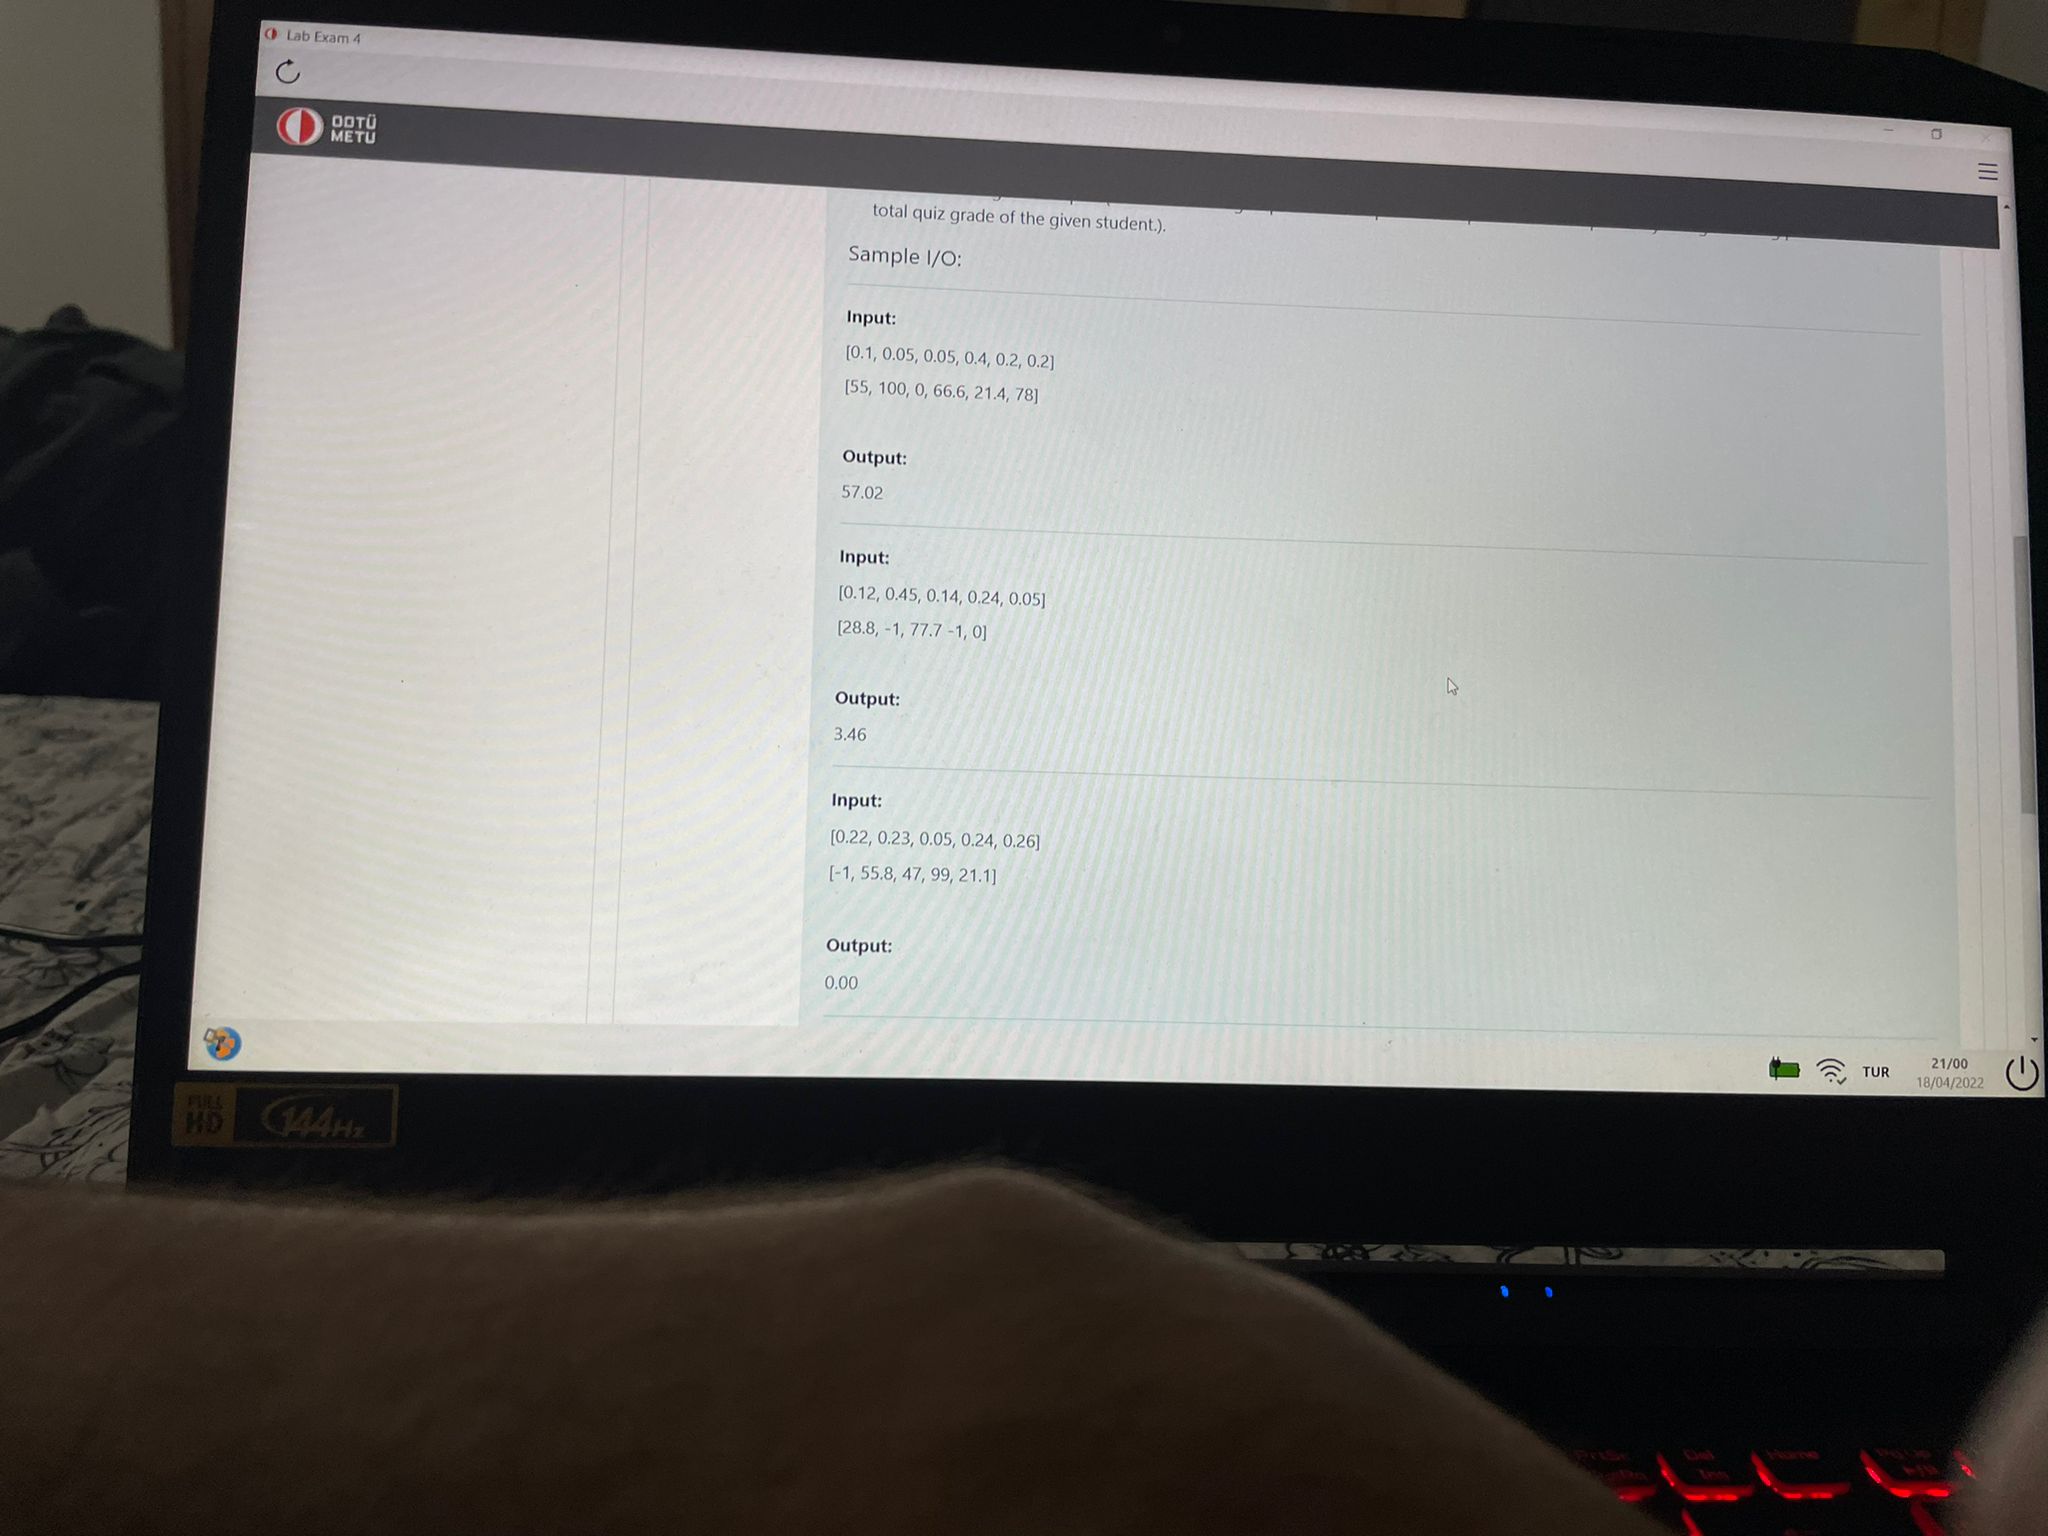 Lab Exam 4
ODTÜ
METU
total quiz grade of the given student.).
Sample I/O:
Input:
[0.1, 0.05, 0.05, 0.4, 0.2, 0.2]
[55, 100, 0, 66.6, 21.4, 78]
Output:
57.02
Input:
[0.12, 0.45, 0.14, 0.24, 0.05]
[28.8, -1, 77.7 -1, 0]
Output:
3.46
Input:
[0.22, 0.23, 0.05, 0.24, 0.26]
[-1, 55.8, 47, 99, 21.1]
Output:
0.00
TUR
21/00
18/04/2022
FULL
HD
144Hz
PrtSc
Del
Ins
Home